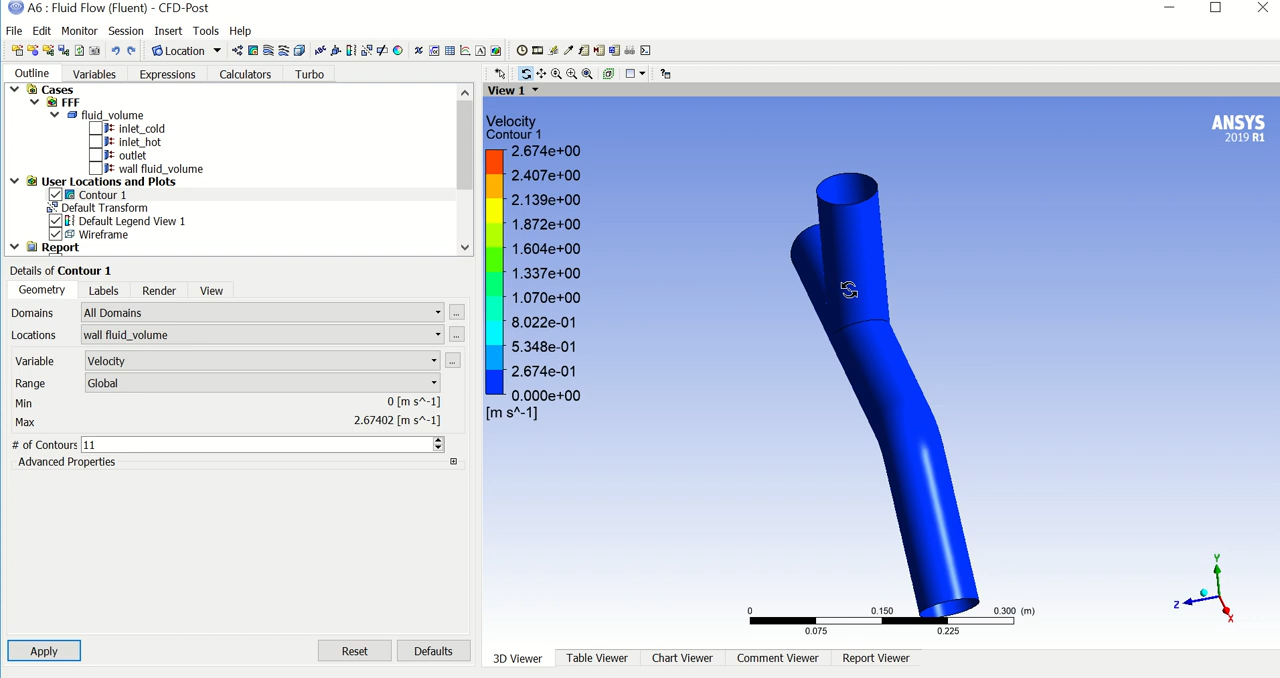 A6 : Fluid Flow (Fluent) - CFD-Post
File Edit Monitor Session Insert Tools Help
Location
Outline Variables Expressions Calculators Turbo
Cases
FFF
fluid_volume
inlet_cold
inlet_hot
outlet
wall fluid_volume
User Locations and Plots
Contour 1
Default Transform
Default Legend View 1
Wireframe
Report
Details of Contour 1
Geometry Labels Render View
Domains All Domains ...
Locations wall fluid_volume ...
Variable Velocity ...
Range Global
Min 0 [m s^-1]
Max 2.67402 [m s^-1]
# of Contours 11
Advanced Properties
Apply Reset Defaults
View 1
Velocity
Contour 1
2.674e+00
2.407e+00
2.139e+00
1.872e+00
1.604e+00
1.337e+00
1.070e+00
8.022e-01
5.348e-01
2.674e-01
0.000e+00
[m s^-1]
ANSYS
2019 R1
Y
Z
X
0 0.150 0.300 (m)
0.075 0.225
3D Viewer Table Viewer Chart Viewer Comment Viewer Report Viewer